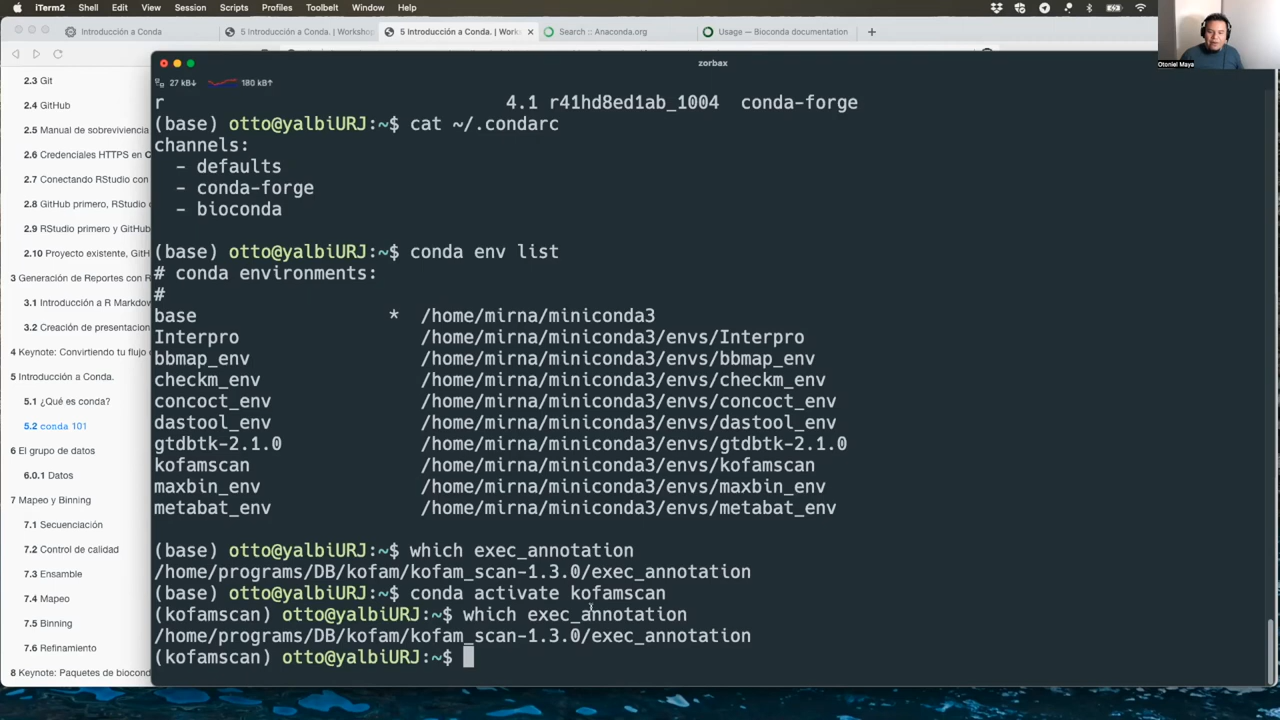 iTerm2 Shell Edit View Session Scripts Profiles Toolbelt Window Help
Introducción a Conda
5 Introducción a Conda. | Workshop
5 Introducción a Conda. | Works
Search :: Anaconda.org
Usage — Bioconda documentation
Otoniel Maya
zorbax
27 kB↓ 180 kB↑
2.3 Git
2.4 GitHub
2.5 Manual de sobrevivencia
2.6 Credenciales HTTPS en
2.7 Conectando RStudio con
2.8 GitHub primero, RStudio
2.9 RStudio primero y GitHub
2.10 Proyecto existente, GitH
3 Generación de Reportes con R
3.1 Introducción a R Markdow
3.2 Creación de presentacion
4 Keynote: Convirtiendo tu flujo
5 Introducción a Conda.
5.1 ¿Qué es conda?
5.2 conda 101
6 El grupo de datos
6.0.1 Datos
7 Mapeo y Binning
7.1 Secuenciación
7.2 Control de calidad
7.3 Ensamble
7.4 Mapeo
7.5 Binning
7.6 Refinamiento
8 Keynote: Paquetes de biocond
r 4.1 r41hd8ed1ab_1004 conda-forge
(base) otto@yalbiURJ:~$ cat ~/.condarc
channels:
- defaults
- conda-forge
- bioconda
(base) otto@yalbiURJ:~$ conda env list
# conda environments:
#
base * /home/mirna/miniconda3
Interpro /home/mirna/miniconda3/envs/Interpro
bbmap_env /home/mirna/miniconda3/envs/bbmap_env
checkm_env /home/mirna/miniconda3/envs/checkm_env
concoct_env /home/mirna/miniconda3/envs/concoct_env
dastool_env /home/mirna/miniconda3/envs/dastool_env
gtdbtk-2.1.0 /home/mirna/miniconda3/envs/gtdbtk-2.1.0
kofamscan /home/mirna/miniconda3/envs/kofamscan
maxbin_env /home/mirna/miniconda3/envs/maxbin_env
metabat_env /home/mirna/miniconda3/envs/metabat_env
(base) otto@yalbiURJ:~$ which exec_annotation
/home/programs/DB/kofam/kofam_scan-1.3.0/exec_annotation
(base) otto@yalbiURJ:~$ conda activate kofamscan
(kofamscan) otto@yalbiURJ:~$ which exec_annotation
/home/programs/DB/kofam/kofam_scan-1.3.0/exec_annotation
(kofamscan) otto@yalbiURJ:~$